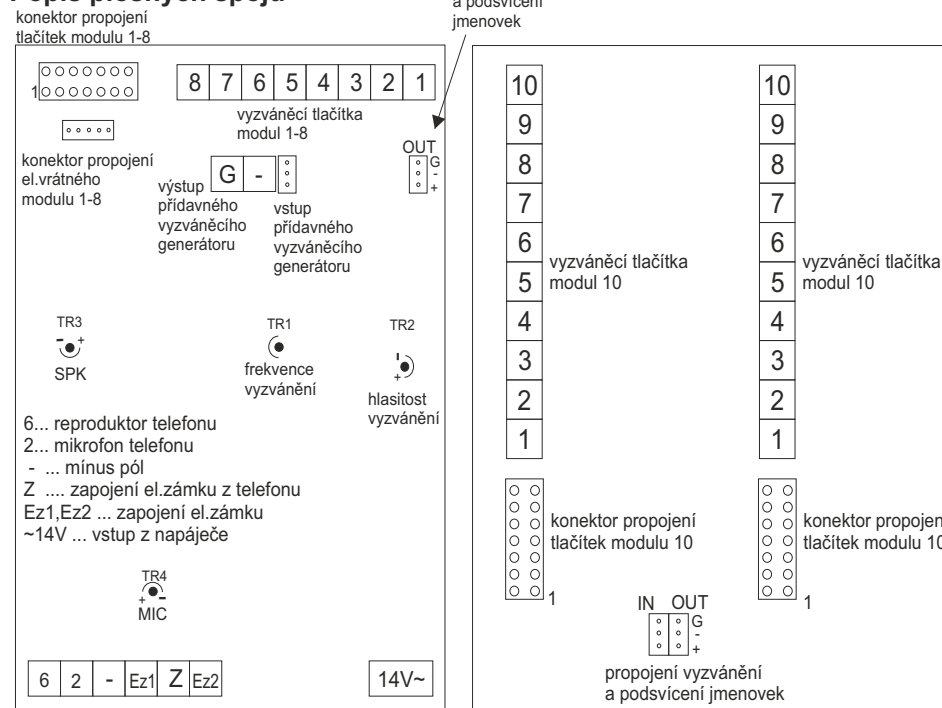 Popis plošných spojů
konektor propojení
tlačítek modulu 1-8
a podsvícení
jmenovek
1
8 7 6 5 4 3 2 1
vyzváněcí tlačítka
modul 1-8
OUT
G
-
+
konektor propojení
el.vrátného
modulu 1-8
G -
výstup
přídavného
vyzváněcího
generátoru
vstup
přídavného
vyzváněcího
generátoru
TR3
- +
SPK
TR1
frekvence
vyzvánění
TR2
-
+
hlasitost
vyzvánění
6... reproduktor telefonu
2... mikrofon telefonu
- ... mínus pól
Z .... zapojení el.zámku z telefonu
Ez1,Ez2 ... zapojení el.zámku
~14V ... vstup z napáječe
TR4
+ -
MIC
6 2 - Ez1 Z Ez2
14V~
10
9
8
7
6
5
4
3
2
1
vyzváněcí tlačítka
modul 10
konektor propojení
tlačítek modulu 10
1
IN OUT
G
-
+
propojení vyzvánění
a podsvícení jmenovek
10
9
8
7
6
5
4
3
2
1
vyzváněcí tlačítka
modul 10
konektor propojen
tlačítek modulu 10
1